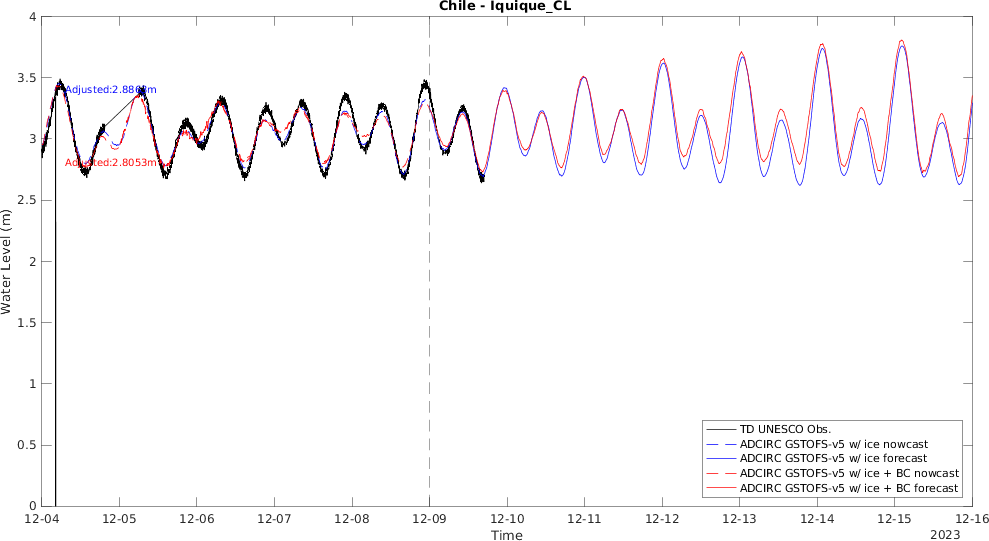 Chile - Iquique_CL
4
3.5
3
2.5
2
1.5
1
0.5
0
Water Level (m)
Adjusted:2.8053m
TD UNESCO Obs.
ADCIRC GSTOFS-v5 w/ ice nowcast
ADCIRC GSTOFS-v5 w/ ice forecast
ADCIRC GSTOFS-v5 w/ ice + BC nowcast
ADCIRC GSTOFS-v5 w/ ice + BC forecast
12-04 12-05 12-06 12-07 12-08 12-09 12-10 12-11 12-12 12-13 12-14 12-15 12-16
Time
2023